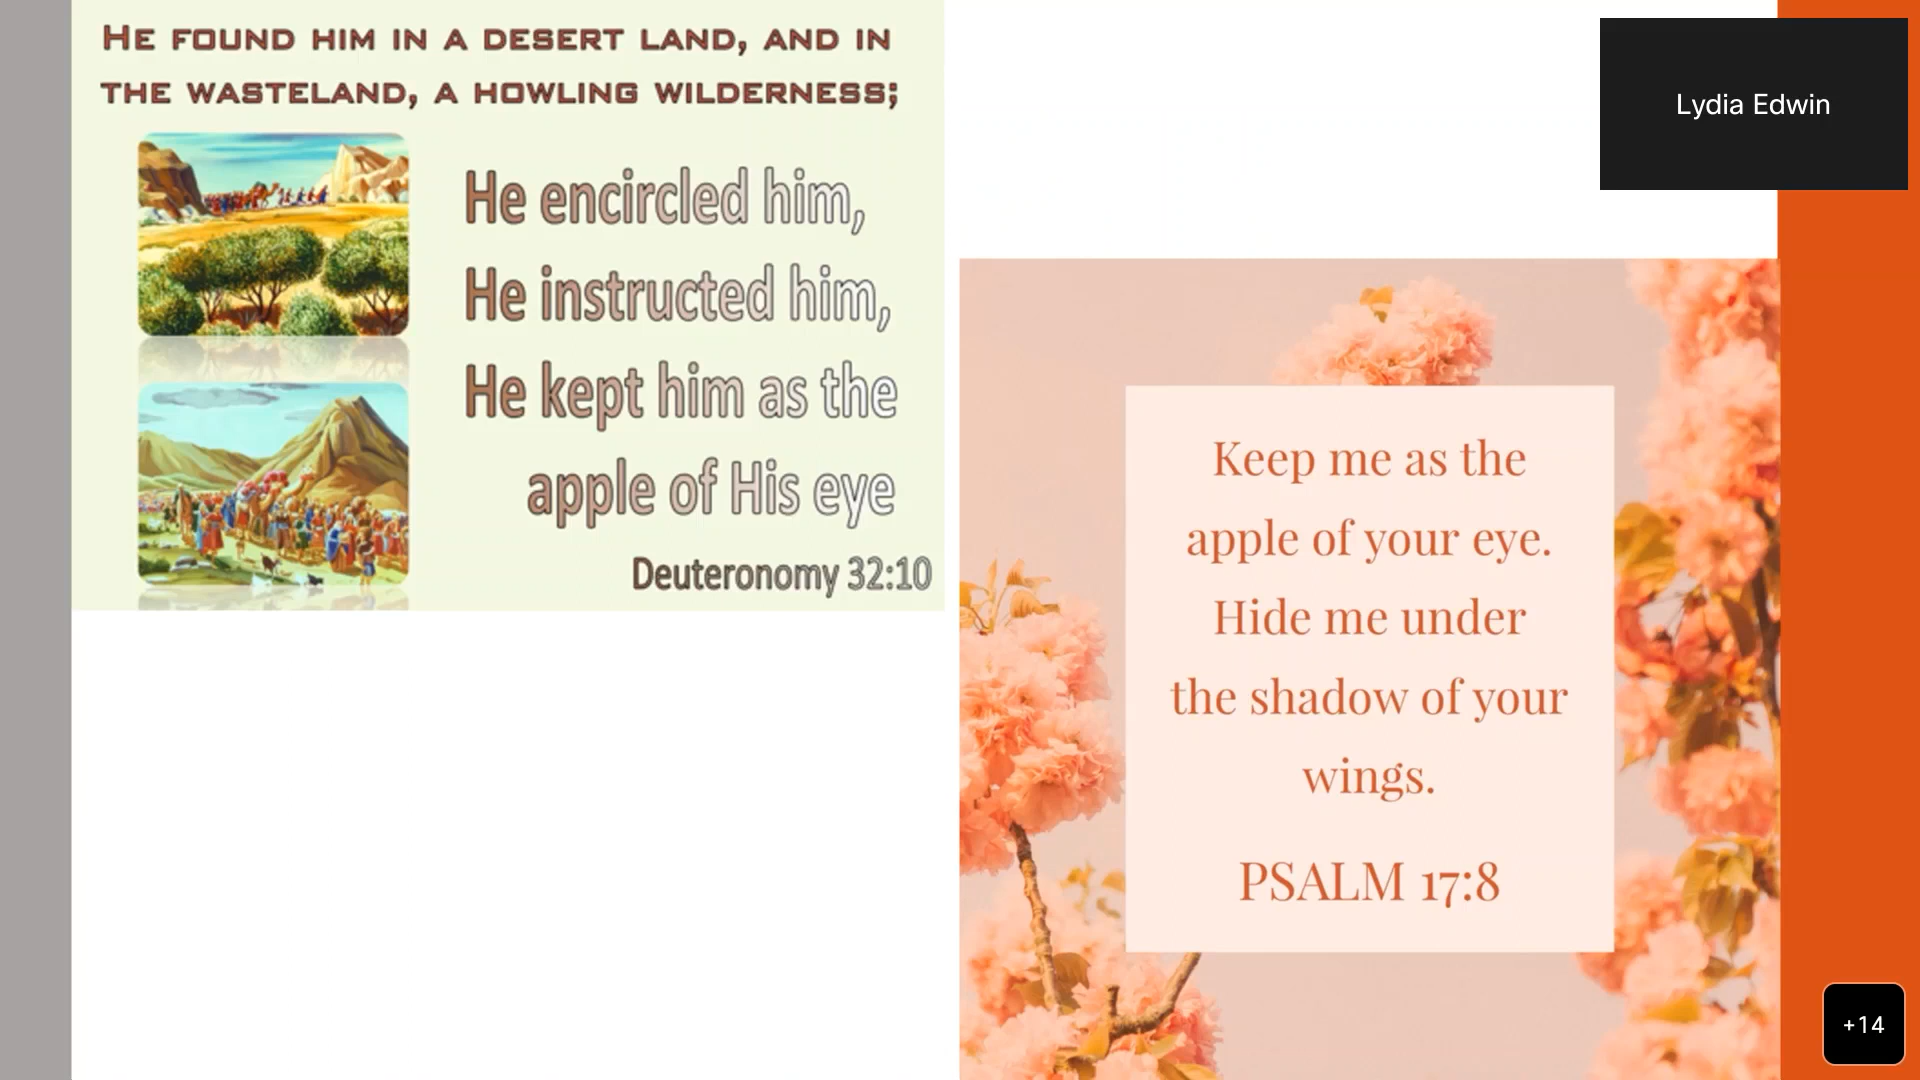 He found him in a desert land, and in
the wasteland, a howling wilderness;
He encircled him,
He instructed him,
He kept him as the
apple of His eye
Deuteronomy 32:10
Lydia Edwin
Keep me as the
apple of your eye.
Hide me under
the shadow of your
wings.
PSALM 17:8
+14